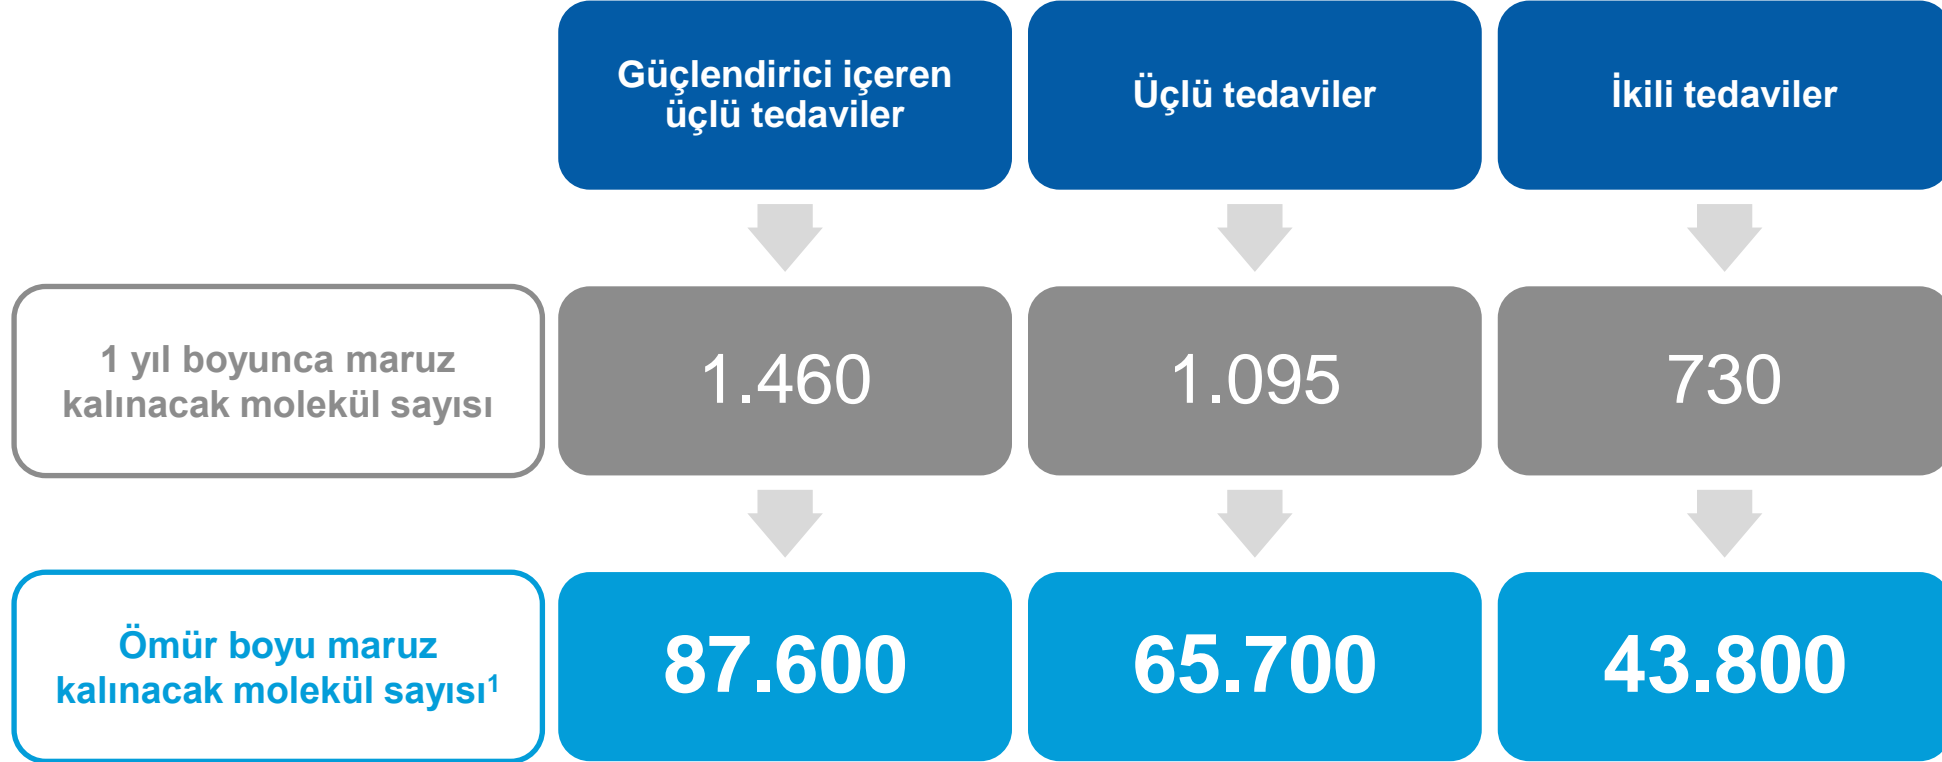 Güçlendirici içeren
üçlü tedaviler
Üçlü tedaviler
İkili tedaviler
1 yıl boyunca maruz
kalınacak molekül sayısı
1.460
1.095
730
Ömür boyu maruz
kalınacak molekül sayısı¹
87.600
65.700
43.800